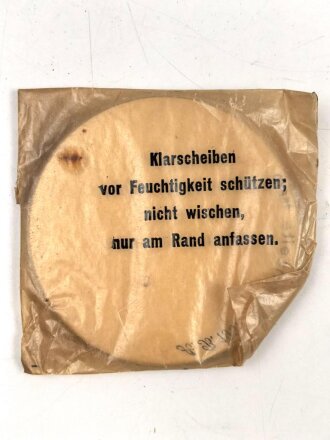 Klarscheiben
vor Feuchtigkeit schützen;
nicht wischen,
nur am Rand anfassen.